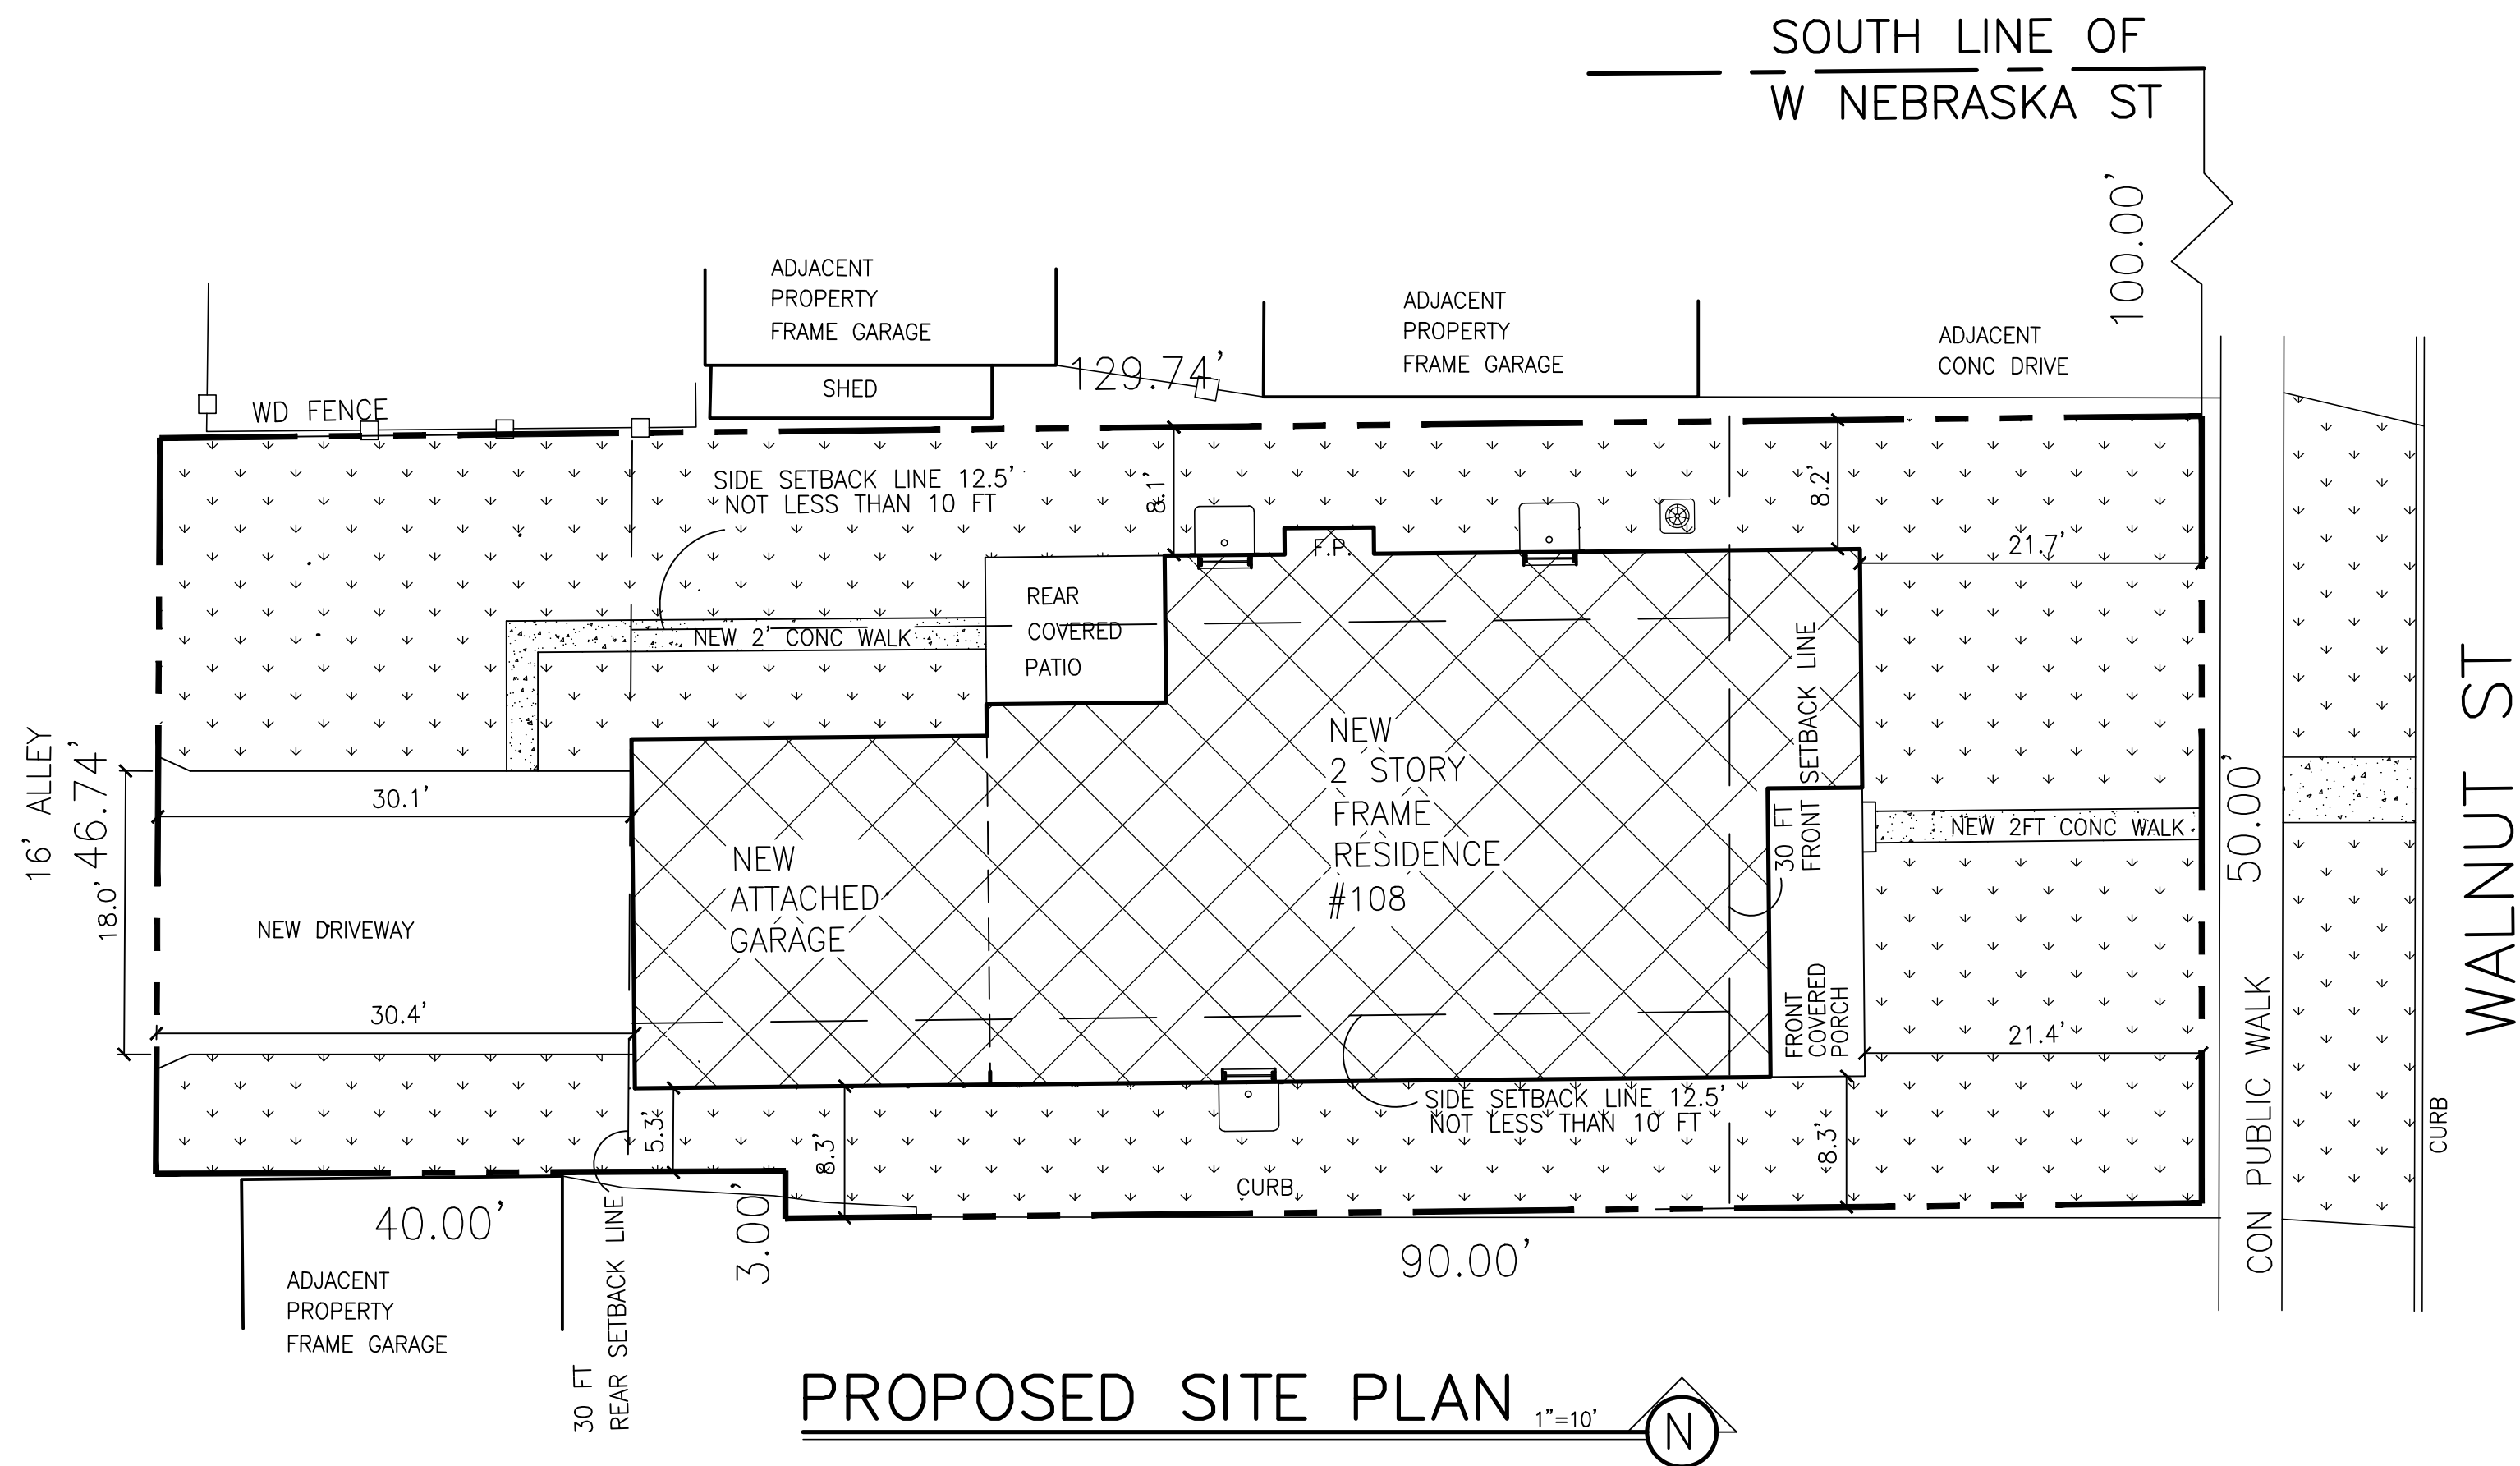 SOUTH LINE OF
W NEBRASKA ST
100.00'
ADJACENT
PROPERTY
FRAME GARAGE
SHED
129.74'
ADJACENT
PROPERTY
FRAME GARAGE
ADJACENT
CONC DRIVE
WD FENCE
SIDE SETBACK LINE 12.5'
NOT LESS THAN 10 FT
8.1'
8.2'
21.7'
F.P.
REAR
COVERED
PATIO
NEW 2' CONC WALK
16' ALLEY
46.74'
18.0'
30.1'
NEW DRIVEWAY
30.4'
NEW
ATTACHED
GARAGE
NEW
2 STORY
FRAME
RESIDENCE
#108
30 FT
FRONT SETBACK LINE
FRONT
COVERED
PORCH
NEW 2FT CONC WALK
21.4'
50.00'
CON PUBLIC WALK
WALNUT ST
CURB
5.3'
8.3'
SIDE SETBACK LINE 12.5'
NOT LESS THAN 10 FT
8.3'
CURB
40.00'
3.00'
90.00'
ADJACENT
PROPERTY
FRAME GARAGE
30 FT
REAR SETBACK LINE
PROPOSED SITE PLAN
1"=10'
N